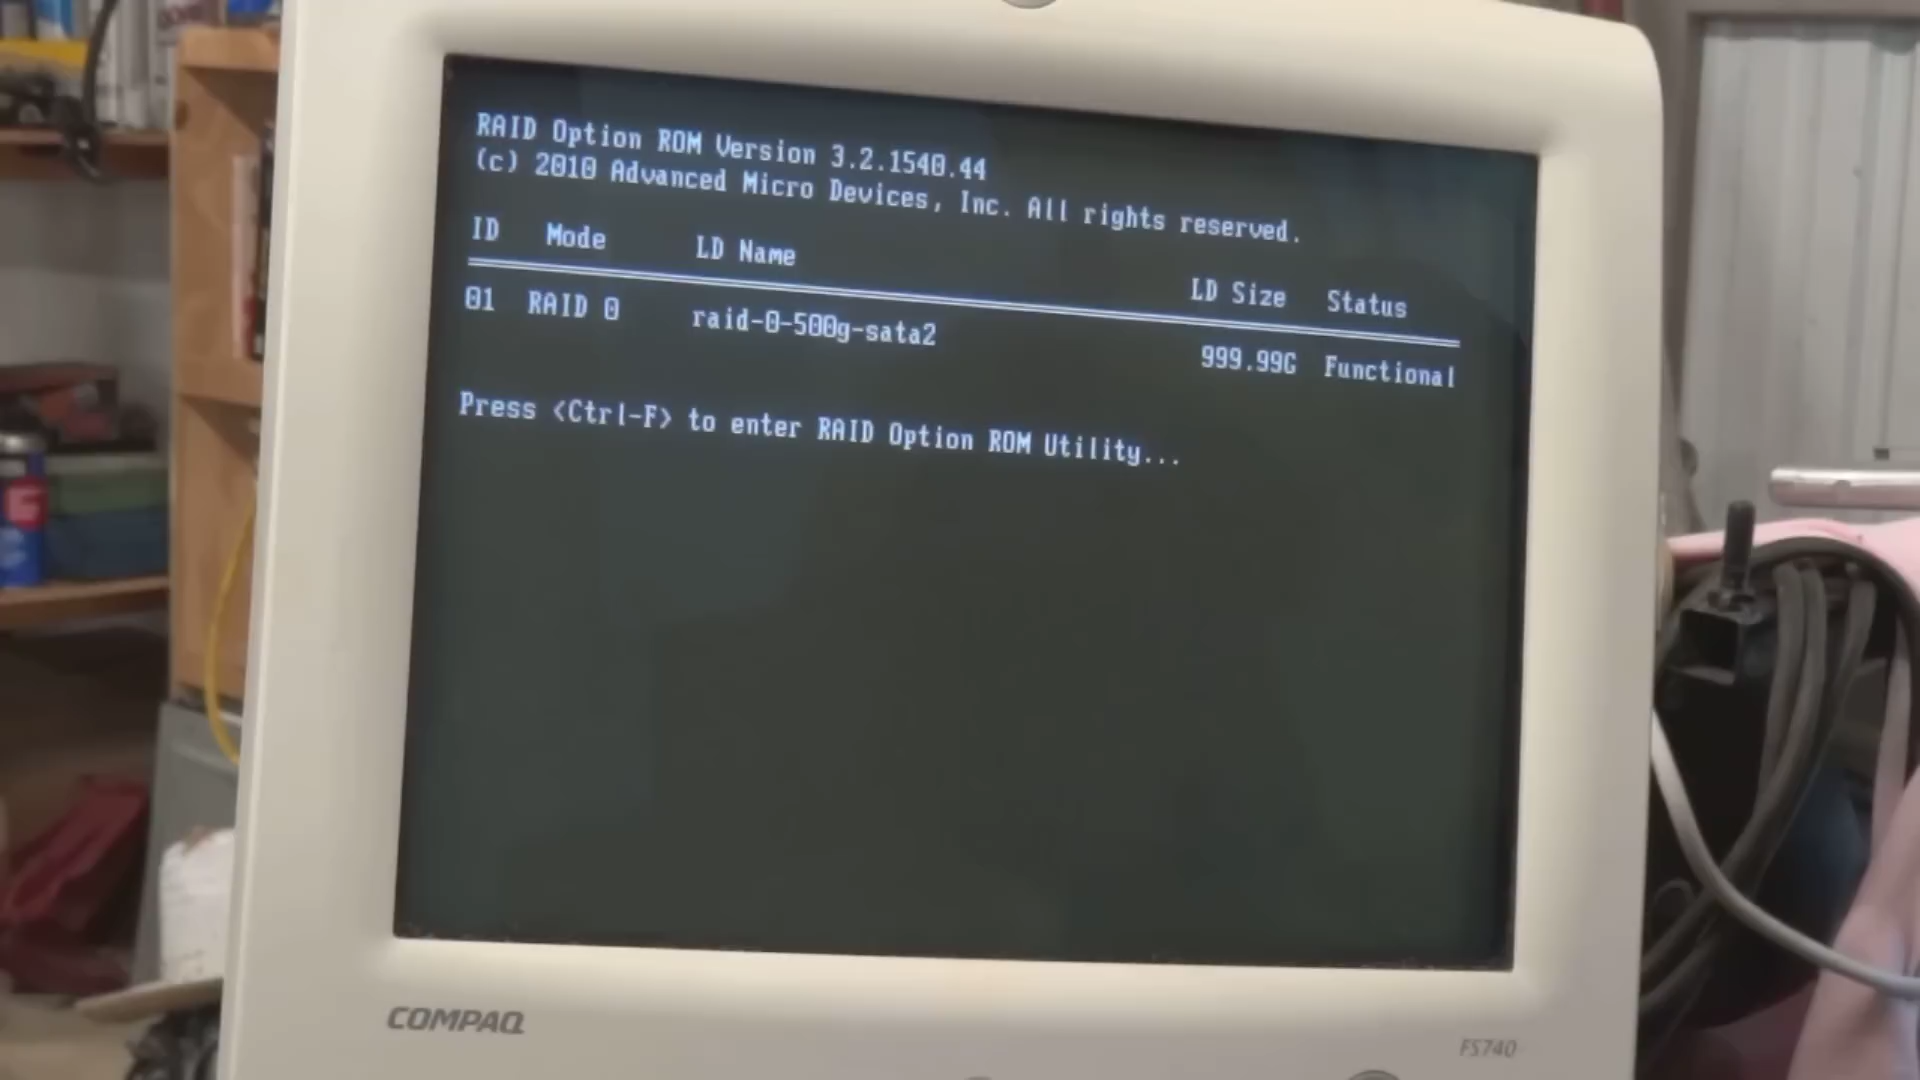 RAID Option ROM Version 3.2.1540.44
(c) 2010 Advanced Micro Devices, Inc. All rights reserved.
ID Mode LD Name LD Size Status
01 RAID 0 raid-0-500g-sata2 999.99G Functional
Press <Ctrl-F> to enter RAID Option ROM Utility...
COMPAQ
FS740